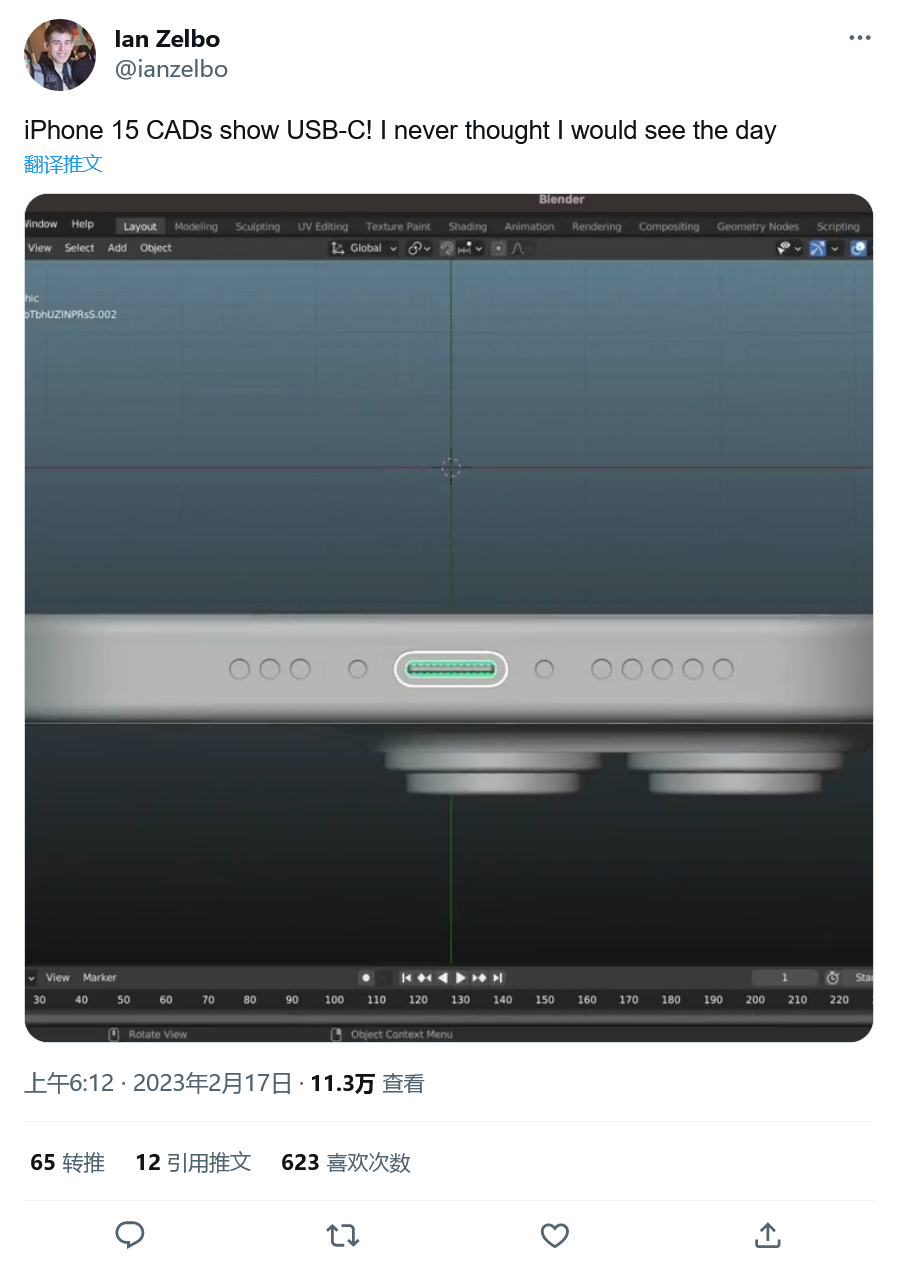 Ian Zelbo
@ianzelbo
iPhone 15 CADs show USB-C! I never thought I would see the day
翻译推文
Blender
Window Help Layout Modeling Sculpting UV Editing Texture Paint Shading Animation Rendering Compositing Geometry Nodes Scripting
View Select Add Object Global
hic
oTbhUZINPRsS.002
View Marker 1 Star
30 40 50 60 70 80 90 100 110 120 130 140 150 160 170 180 190 200 210 220
Rotate View Object Context Menu
上午6:12 · 2023年2月17日 · 11.3万 查看
65 转推 12 引用推文 623 喜欢次数